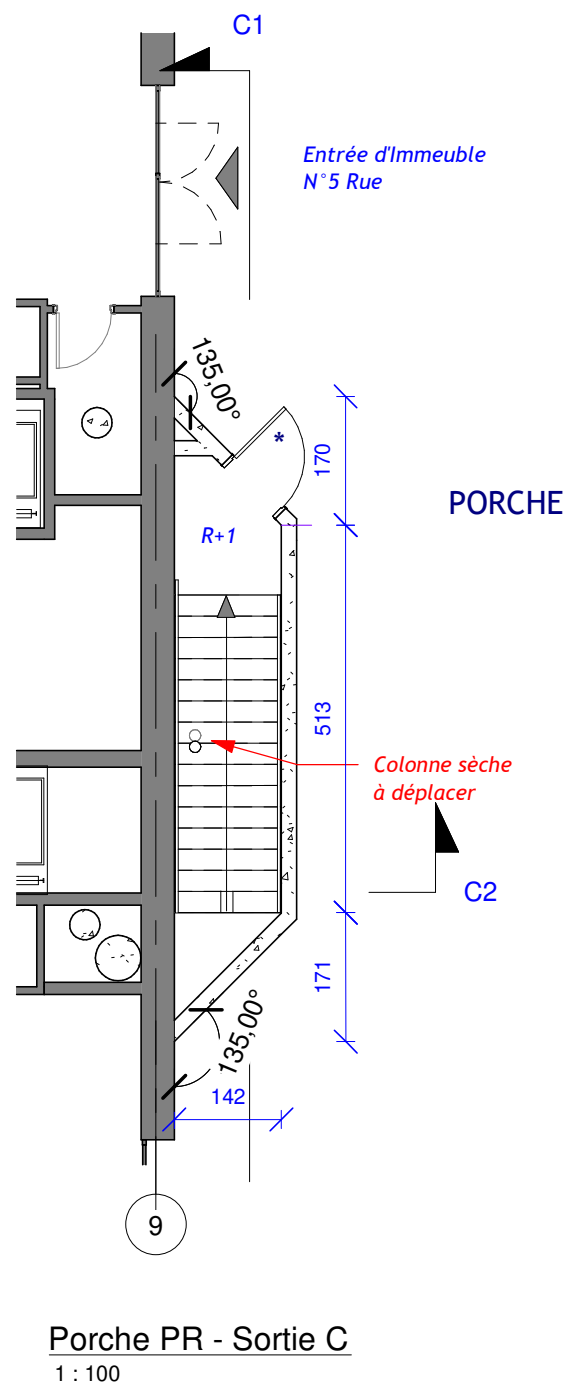 C1
Entrée d'Immeuble
N°5 Rue
135,00°
*
170
PORCHE
R+1
513
Colonne sèche
à déplacer
C2
171
135,00°
142
9
Porche PR - Sortie C
1 : 100